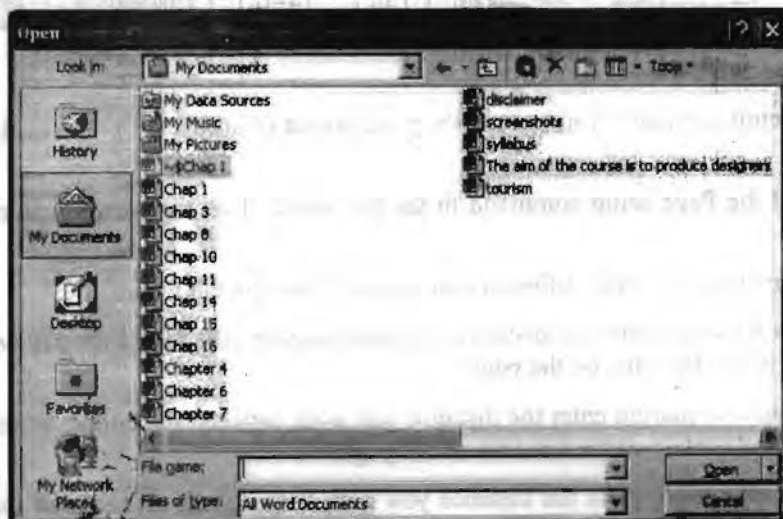 Open
Look in: My Documents Tools
History
My Documents
Desktop
Favorites
My Network Places
My Data Sources
My Music
My Pictures
~$Chap 1
Chap 1
Chap 3
Chap 8
Chap 10
Chap 11
Chap 14
Chap 15
Chap 16
Chapter 4
Chapter 6
Chapter 7
disclaimer
screenshots
syllabus
The aim of the course is to produce designers
tourism
File name: Open
Files of type: All Word Documents Cancel